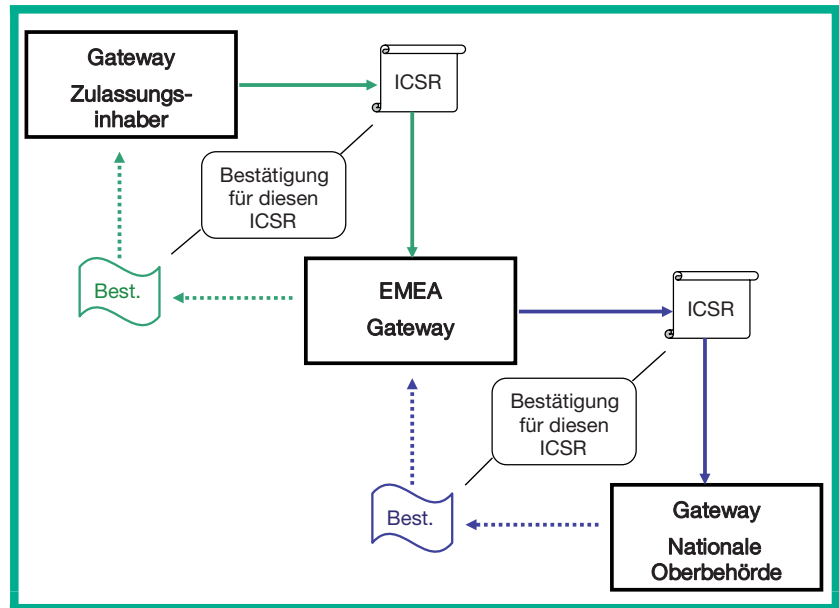 Gateway
Zulassungs-
inhaber
ICSR
Bestätigung
für diesen
ICSR
Best.
EMEA
Gateway
ICSR
Bestätigung
für diesen
ICSR
Best.
Gateway
Nationale
Oberbehörde